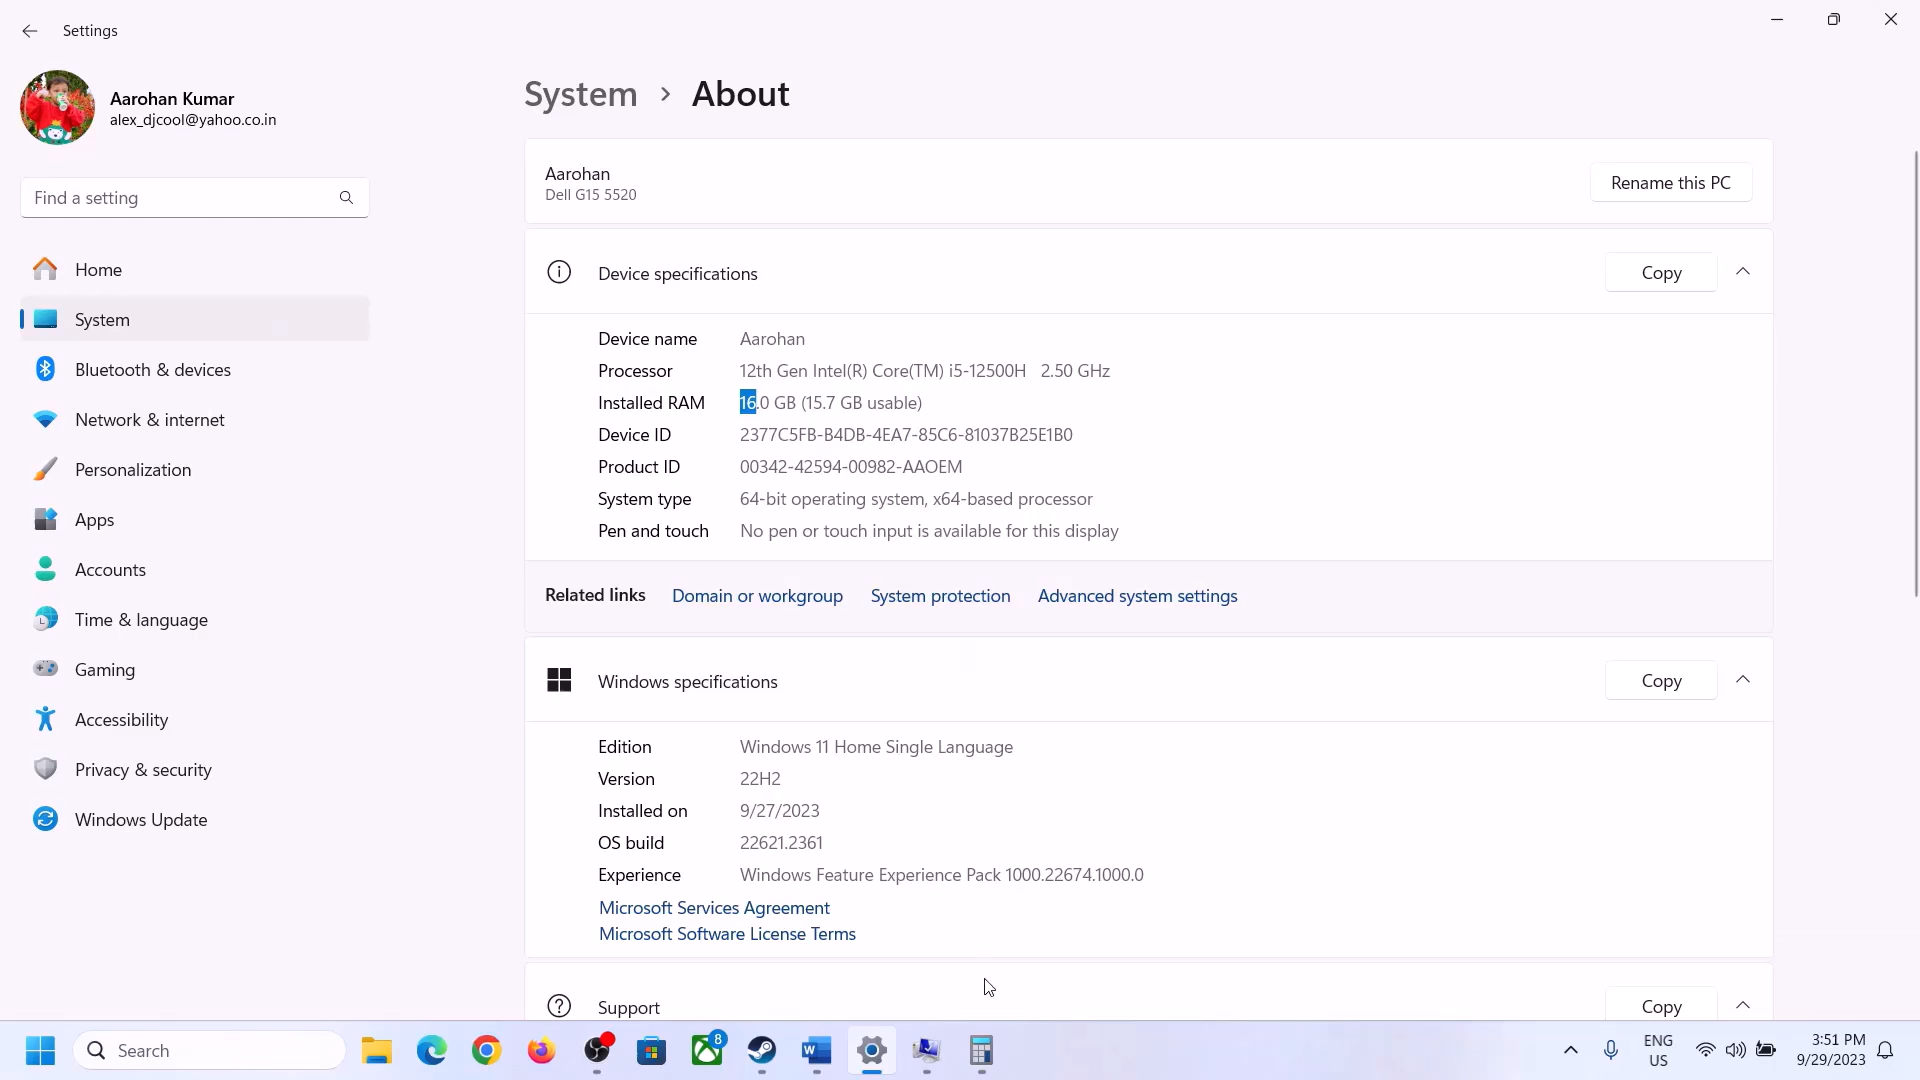 Settings
Aarohan Kumar
alex_djcool@yahoo.co.in
Find a setting
Home
System
Bluetooth & devices
Network & internet
Personalization
Apps
Accounts
Time & language
Gaming
Accessibility
Privacy & security
Windows Update
System > About
Aarohan
Dell G15 5520
Rename this PC
Device specifications
Copy
Device name Aarohan
Processor 12th Gen Intel(R) Core(TM) i5-12500H 2.50 GHz
Installed RAM 16.0 GB (15.7 GB usable)
Device ID 2377C5FB-B4DB-4EA7-85C6-81037B25E1B0
Product ID 00342-42594-00982-AAOEM
System type 64-bit operating system, x64-based processor
Pen and touch No pen or touch input is available for this display
Related links Domain or workgroup System protection Advanced system settings
Windows specifications
Copy
Edition Windows 11 Home Single Language
Version 22H2
Installed on 9/27/2023
OS build 22621.2361
Experience Windows Feature Experience Pack 1000.22674.1000.0
Microsoft Services Agreement
Microsoft Software License Terms
Support
Copy
Search
8
W
ENG
US
3:51 PM
9/29/2023